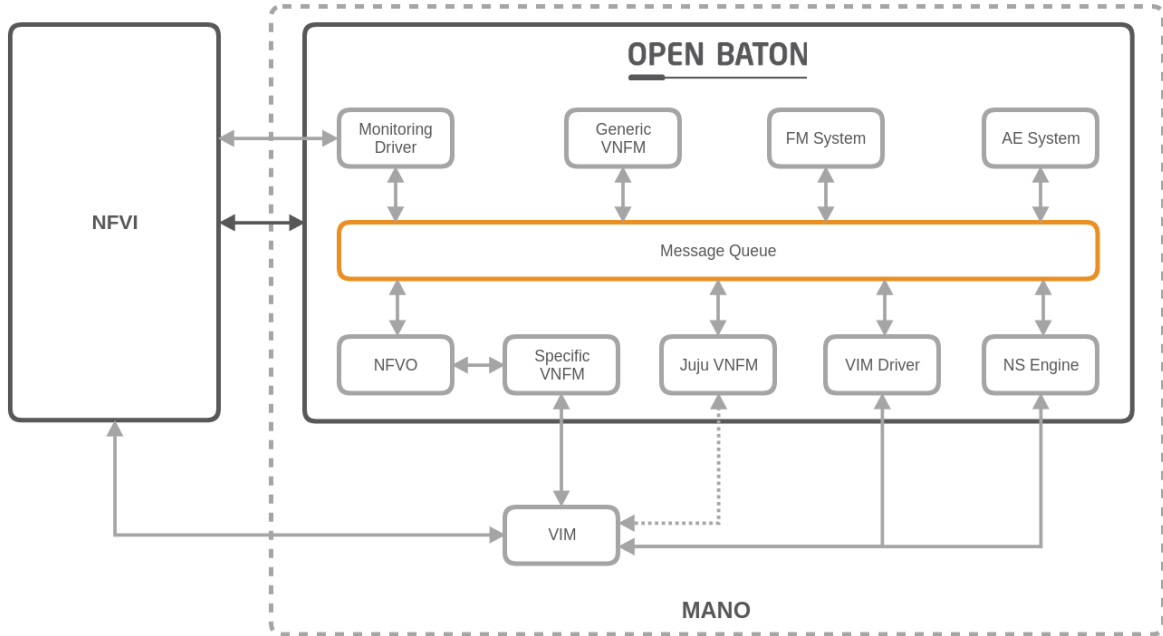 OPEN BATON
Monitoring
Driver
Generic
VNFM
FM System
AE System
NFVI
Message Queue
NFVO
Specific
VNFM
Juju VNFM
VIM Driver
NS Engine
VIM
MANO